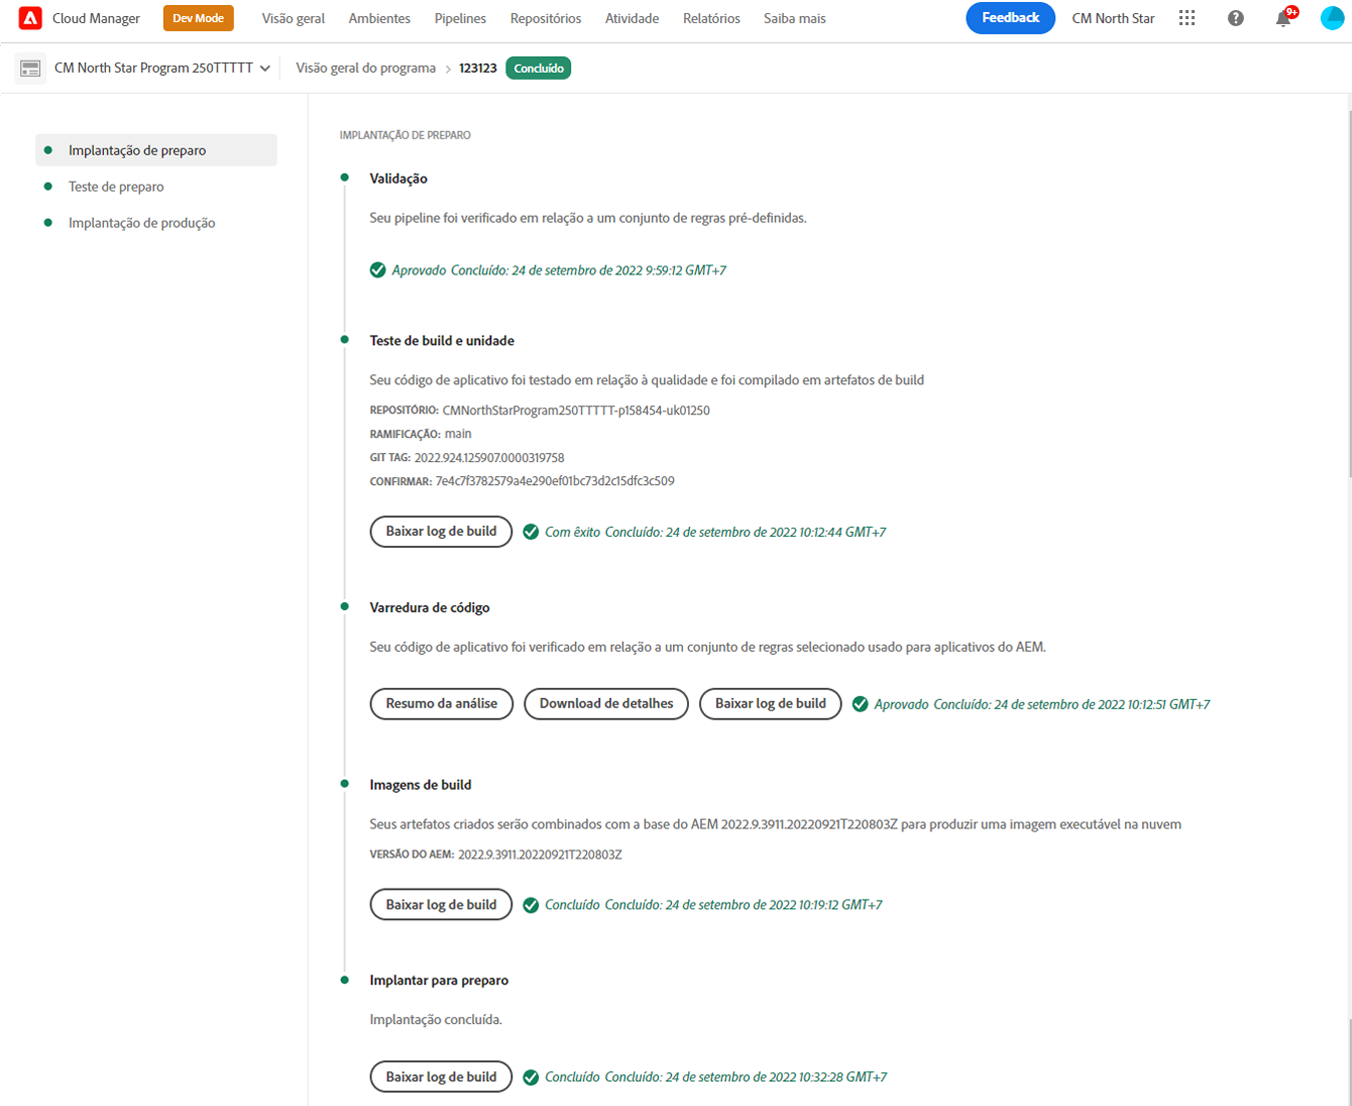 Cloud Manager Dev Mode Visão geral Ambientes Pipelines Repositórios Atividade Relatórios Saiba mais Feedback CM North Star 9+
CM North Star Program 250TTTTT Visão geral do programa > 123123 Concluído
Implantação de preparo
Teste de preparo
Implantação de produção
IMPLANTAÇÃO DE PREPARO
Validação
Seu pipeline foi verificado em relação a um conjunto de regras pré-definidas.
Aprovado Concluído: 24 de setembro de 2022 9:59:12 GMT+7
Teste de build e unidade
Seu código de aplicativo foi testado em relação à qualidade e foi compilado em artefatos de build
REPOSITÓRIO: CMNorthStarProgram250TTTTT-p158454-uk01250
RAMIFICAÇÃO: main
GIT TAG: 2022.924.125907.0000319758
CONFIRMAR: 7e4c7f3782579a4e290ef01bc73d2c15dfc3c509
Baixar log de build Com êxito Concluído: 24 de setembro de 2022 10:12:44 GMT+7
Varredura de código
Seu código de aplicativo foi verificado em relação a um conjunto de regras selecionado usado para aplicativos do AEM.
Resumo da análise Download de detalhes Baixar log de build Aprovado Concluído: 24 de setembro de 2022 10:12:51 GMT+7
Imagens de build
Seus artefatos criados serão combinados com a base do AEM 2022.9.3911.20220921T220803Z para produzir uma imagem executável na nuvem
VERSÃO DO AEM: 2022.9.3911.20220921T220803Z
Baixar log de build Concluído Concluído: 24 de setembro de 2022 10:19:12 GMT+7
Implantar para preparo
Implantação concluída.
Baixar log de build Concluído Concluído: 24 de setembro de 2022 10:32:28 GMT+7